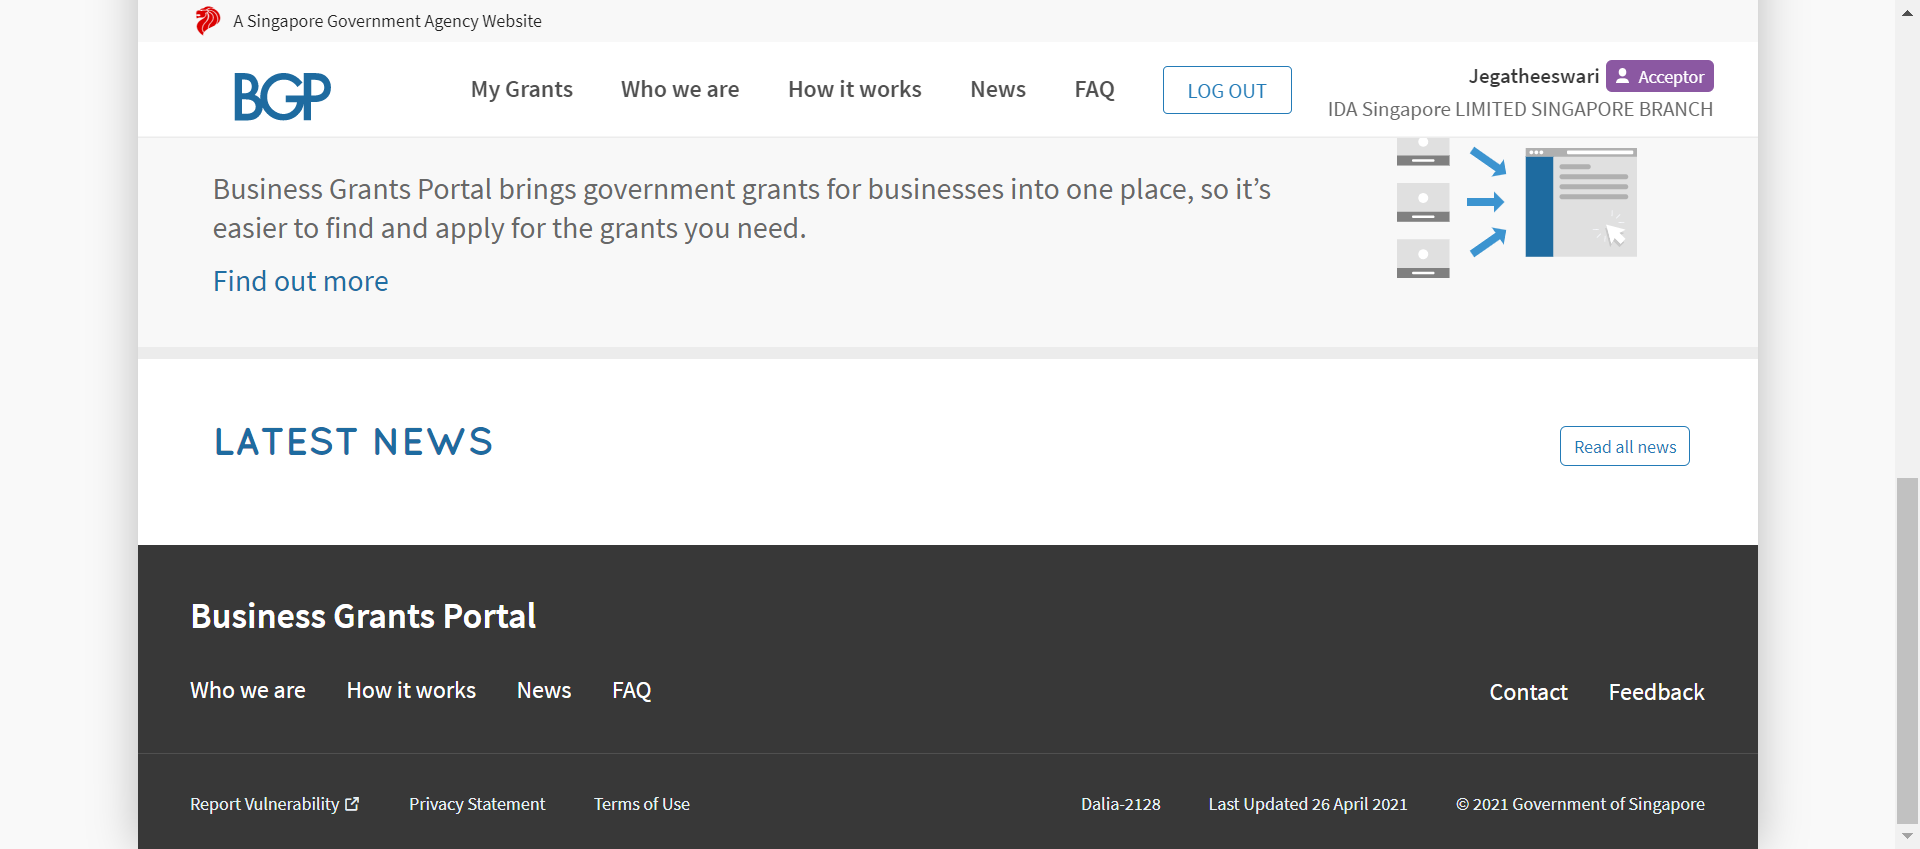 A Singapore Government Agency Website
BGP
My Grants
Who we are
How it works
News
FAQ
LOG OUT
Jegatheeswari
Acceptor
IDA Singapore LIMITED SINGAPORE BRANCH
Business Grants Portal brings government grants for businesses into one place, so it’s
easier to find and apply for the grants you need.
Find out more
LATEST NEWS
Read all news
Business Grants Portal
Who we are
How it works
News
FAQ
Contact
Feedback
Report Vulnerability
Privacy Statement
Terms of Use
Dalia-2128
Last Updated 26 April 2021
© 2021 Government of Singapore